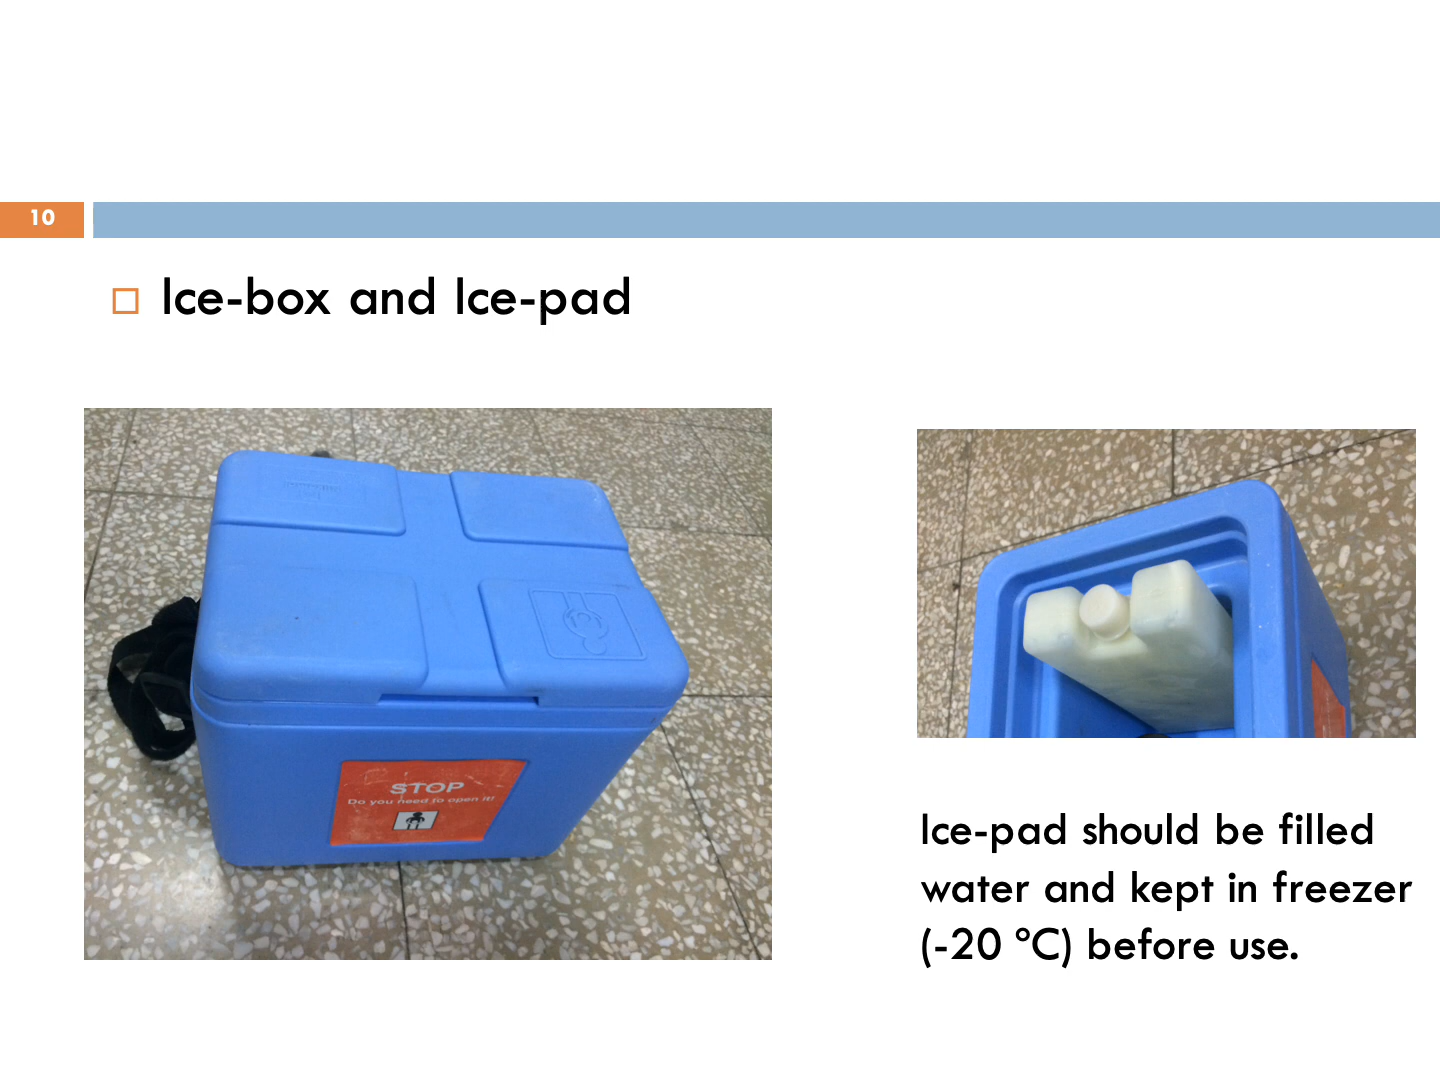 10
Ice-box and Ice-pad
STOP
Do you need to open it!
Ice-pad should be filled
water and kept in freezer
(-20 °C) before use.